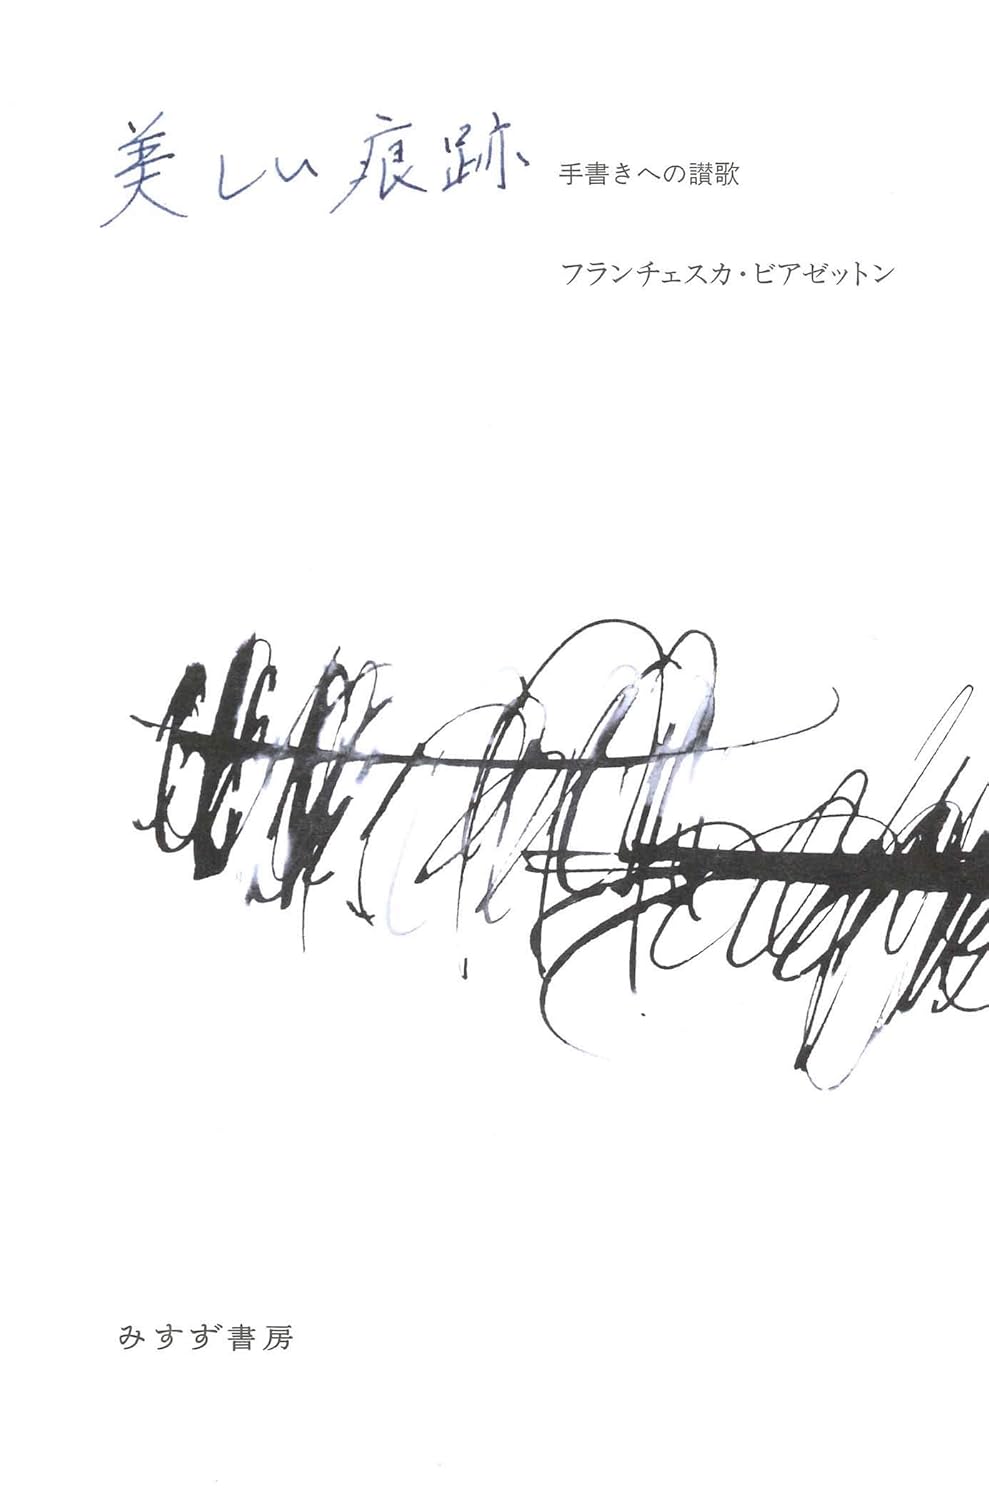 美しい痕跡
手書きへの讃歌
フランチェスカ・ビアゼットン
みすず書房